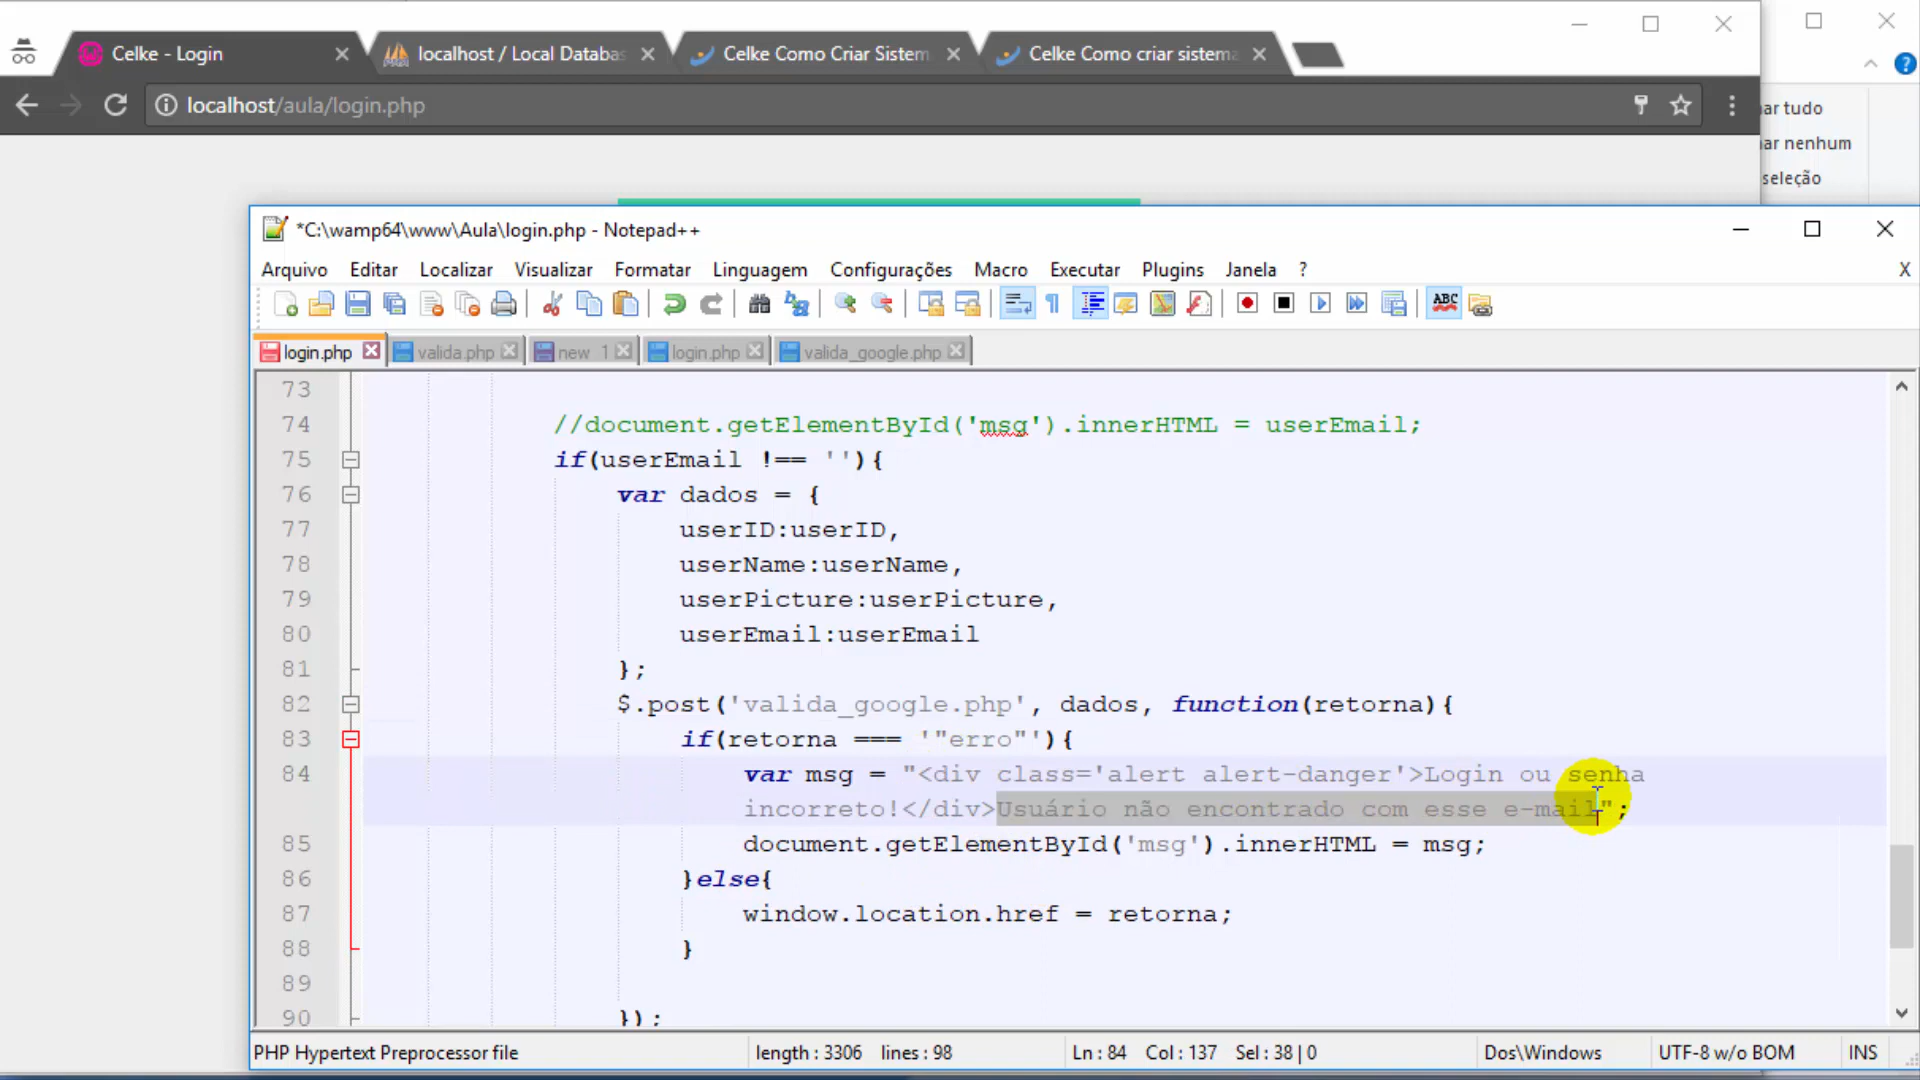 Celke - Login
localhost / Local Databas
Celke Como Criar Sistem
Celke Como criar sistema
localhost/aula/login.php
ar tudo
ar nenhum
seleção
*C:\wamp64\www\Aula\login.php - Notepad++
Arquivo Editar Localizar Visualizar Formatar Linguagem Configurações Macro Executar Plugins Janela ? X
ABC
login.php valida.php new 1 login.php valida_google.php
73
74 //document.getElementById('msg').innerHTML = userEmail;
75 if(userEmail !== ''){
76 var dados = {
77 userID:userID,
78 userName:userName,
79 userPicture:userPicture,
80 userEmail:userEmail
81 };
82 $.post('valida_google.php', dados, function(retorna){
83 if(retorna === '"erro"'){
84 var msg = "<div class='alert alert-danger'>Login ou senha
incorreto!</div>Usuário não encontrado com esse e-mail";
85 document.getElementById('msg').innerHTML = msg;
86 }else{
87 window.location.href = retorna;
88 }
89
90 });
PHP Hypertext Preprocessor file length : 3306 lines : 98 Ln : 84 Col : 137 Sel : 38 | 0 Dos\Windows UTF-8 w/o BOM INS